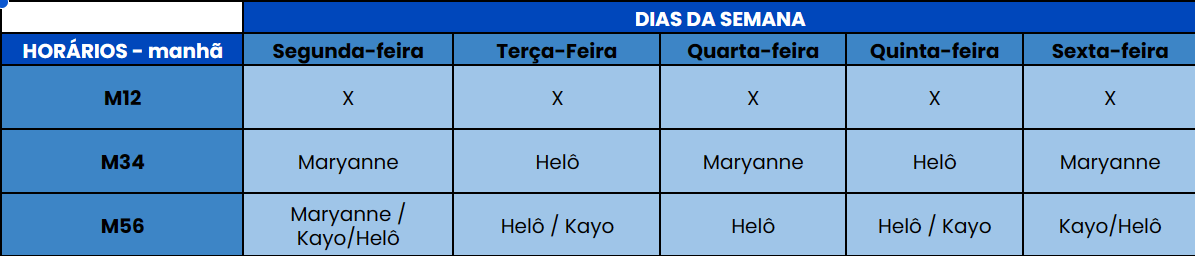 DIAS DA SEMANA
HORÁRIOS - manhã Segunda-feira Terça-Feira Quarta-feira Quinta-feira Sexta-feira
M12 X X X X X
M34 Maryanne Helô Maryanne Helô Maryanne
M56 Maryanne / Kayo/Helô Helô / Kayo Helô Helô / Kayo Kayo/Helô